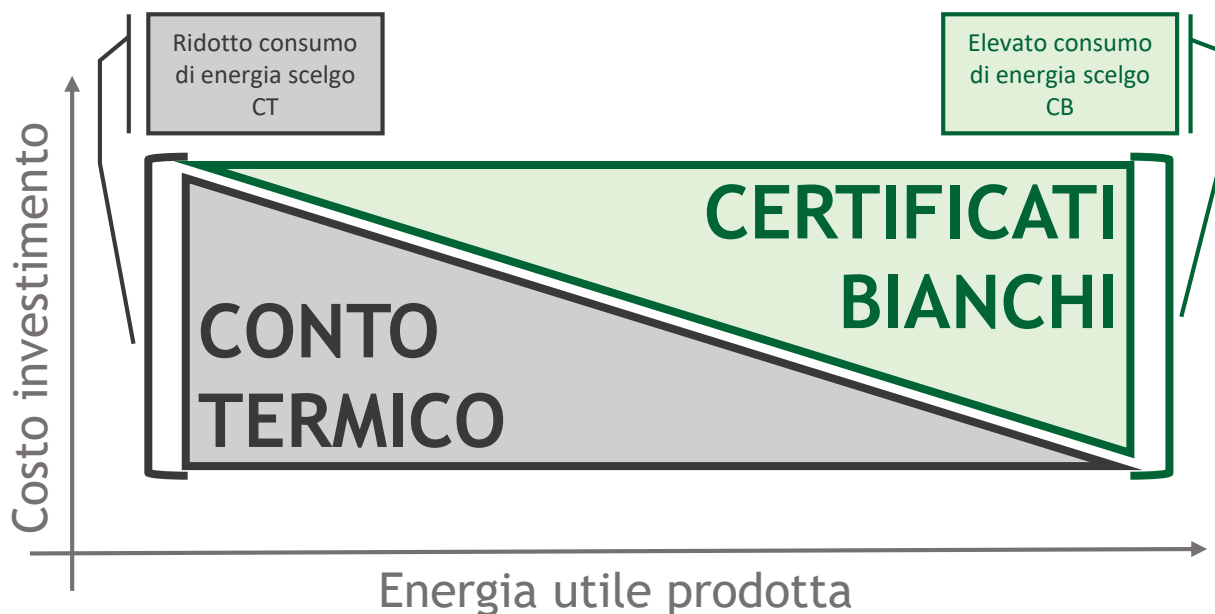 Ridotto consumo
di energia scelgo
CT
Elevato consumo
di energia scelgo
CB
Costo investimento
CERTIFICATI
BIANCHI
CONTO
TERMICO
Energia utile prodotta